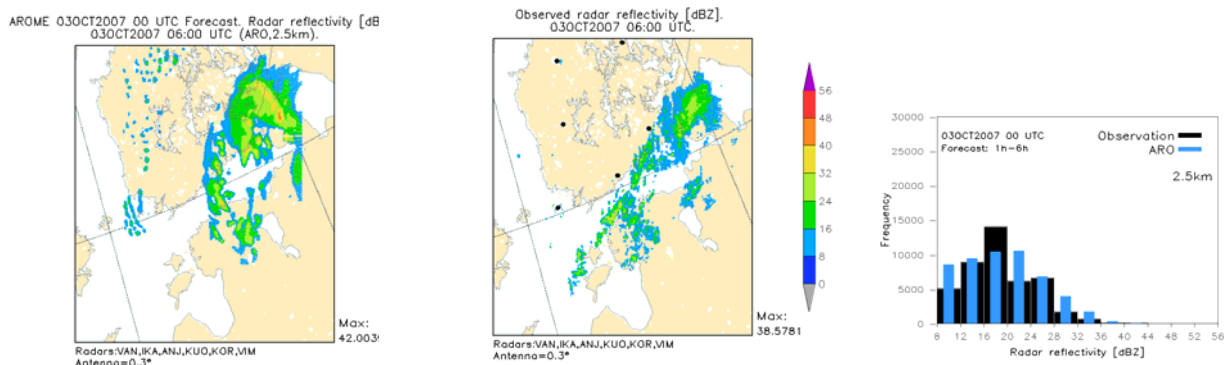 AROME 03OCT2007 00 UTC Forecast. Radar reflectivity [dB
03OCT2007 06:00 UTC (ARO,2.5km).
Max:
42.003
Radars:VAN,IKA,ANJ,KUO,KOR,VIM
Antenna=0.3°
Observed radar reflectivity [dBZ].
03OCT2007 06:00 UTC.
Max:
38.5781
Radars:VAN,IKA,ANJ,KUO,KOR,VIM
Antenna=0.3°
56
48
40
32
24
16
8
0
03OCT2007 00 UTC
Forecast: 1h-6h
Observation
ARO
2.5km
Frequency
30000
25000
20000
15000
10000
5000
0
8 12 16 20 24 28 32 36 40 44 48 52 56
Radar reflectivity [dBZ]